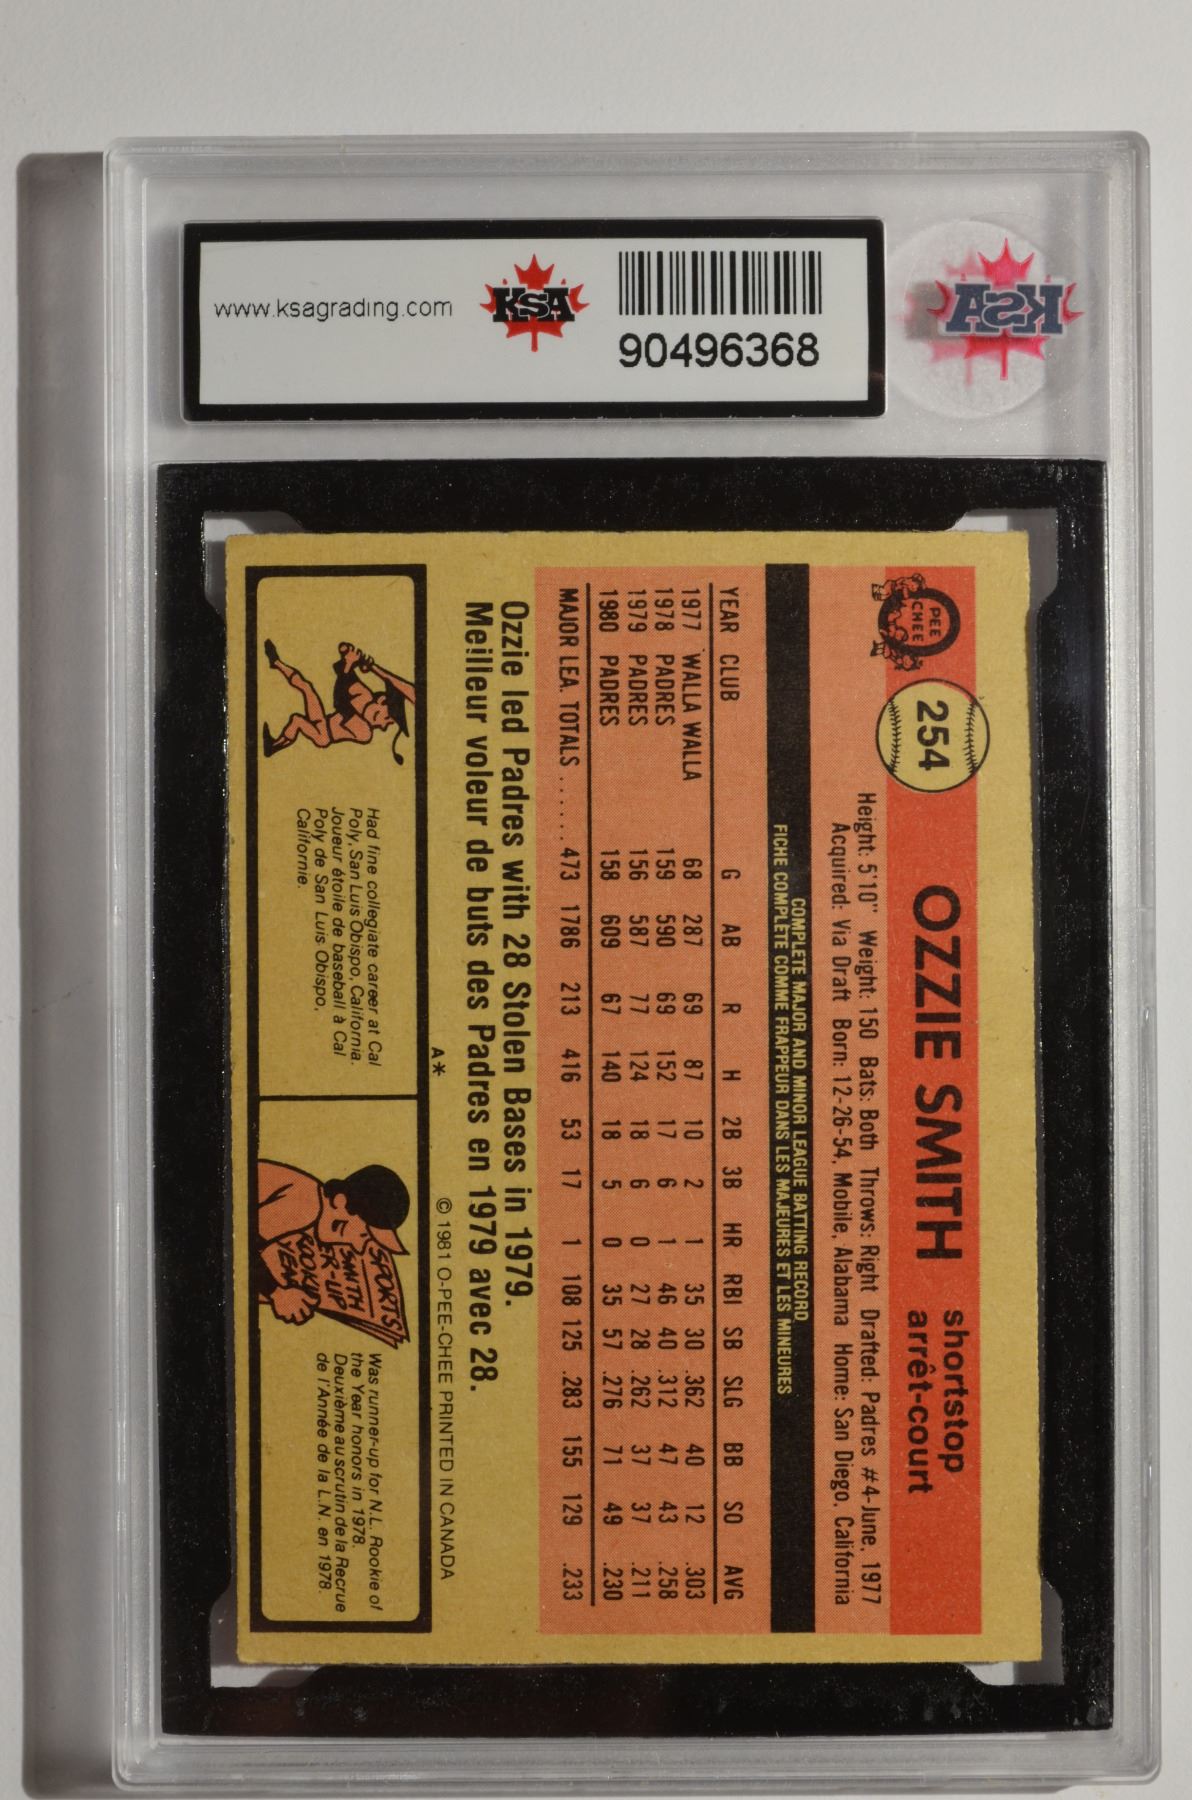 www.ksagrading.com
KSA
90496368
KSA
O
PEE
CHEE
254
OZZIE SMITH
shortstop
arrêt-court
Height: 5'10" Weight: 150 Bats: Both Throws: Right Drafted: Padres #4-June, 1977
Acquired: Via Draft Born: 12-26-54, Mobile, Alabama Home: San Diego, California
COMPLETE MAJOR AND MINOR LEAGUE BATTING RECORD
FICHE COMPLÈTE COMME FRAPPEUR DANS LES MAJEURES ET LES MINEURES
YEAR CLUB G AB R H 2B 3B HR RBI SB SLG BB SO AVG
1977 WALLA WALLA 68 287 69 87 10 2 1 35 30 .362 40 12 .303
1978 PADRES 159 590 69 152 17 6 1 46 40 .312 47 43 .258
1979 PADRES 156 587 77 124 18 6 0 27 28 .262 37 37 .211
1980 PADRES 158 609 67 140 18 5 0 35 57 .276 71 49 .230
MAJOR LEA. TOTALS ...... 473 1786 213 416 53 17 1 108 125 .283 155 129 .233
Ozzie led Padres with 28 Stolen Bases in 1979.
Meilleur voleur de buts des Padres en 1979 avec 28.
A* © 1981 O-PEE-CHEE PRINTED IN CANADA
Had fine collegiate career at Cal
Poly, San Luis Obispo, California.
Joueur étoile de baseball à Cal
Poly de San Luis Obispo,
Californie.
SPORTS
SMITH
ER-UP
ROOKIE
YEAR
Was runner-up for N.L. Rookie of
the Year honors in 1978.
Deuxième au scrutin de la Recrue
de l'Année de la L.N. en 1978.